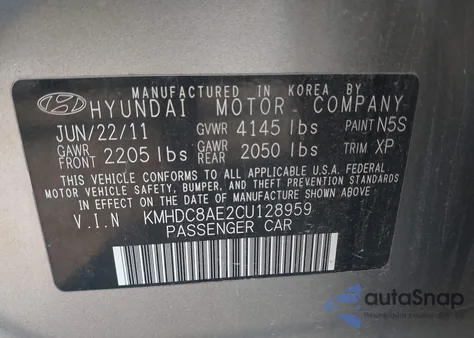 MANUFACTURED IN KOREA BY
HYUNDAI MOTOR COMPANY
JUN/22/11 GVWR 4145 lbs PAINT N5S
GAWR FRONT 2205 lbs GAWR REAR 2050 lbs TRIM XP
THIS VEHICLE CONFORMS TO ALL APPLICABLE U.S.A. FEDERAL
MOTOR VEHICLE SAFETY, BUMPER, AND THEFT PREVENTION STANDARDS
IN EFFECT ON THE DATE OF MANUFACTURE SHOWN ABOVE.
V.I.N KMHDC8AE2CU128959
PASSENGER CAR
autoSnap